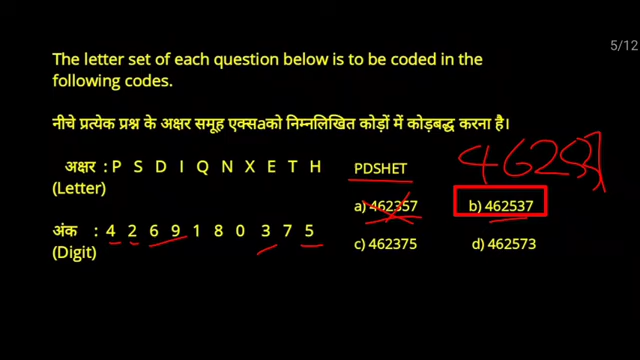 5/12
The letter set of each question below is to be coded in the
following codes.
नीचे प्रत्येक प्रश्न के अक्षर समूह एक्सaको निम्नलिखित कोड़ों में कोड़बद्ध करना है।
अक्षर : P S D I Q N X E T H
(Letter)
अंक : 4 2 6 9 1 8 0 3 7 5
(Digit)
PDSHET
a) 462357
b) 462537
c) 462375
d) 462573